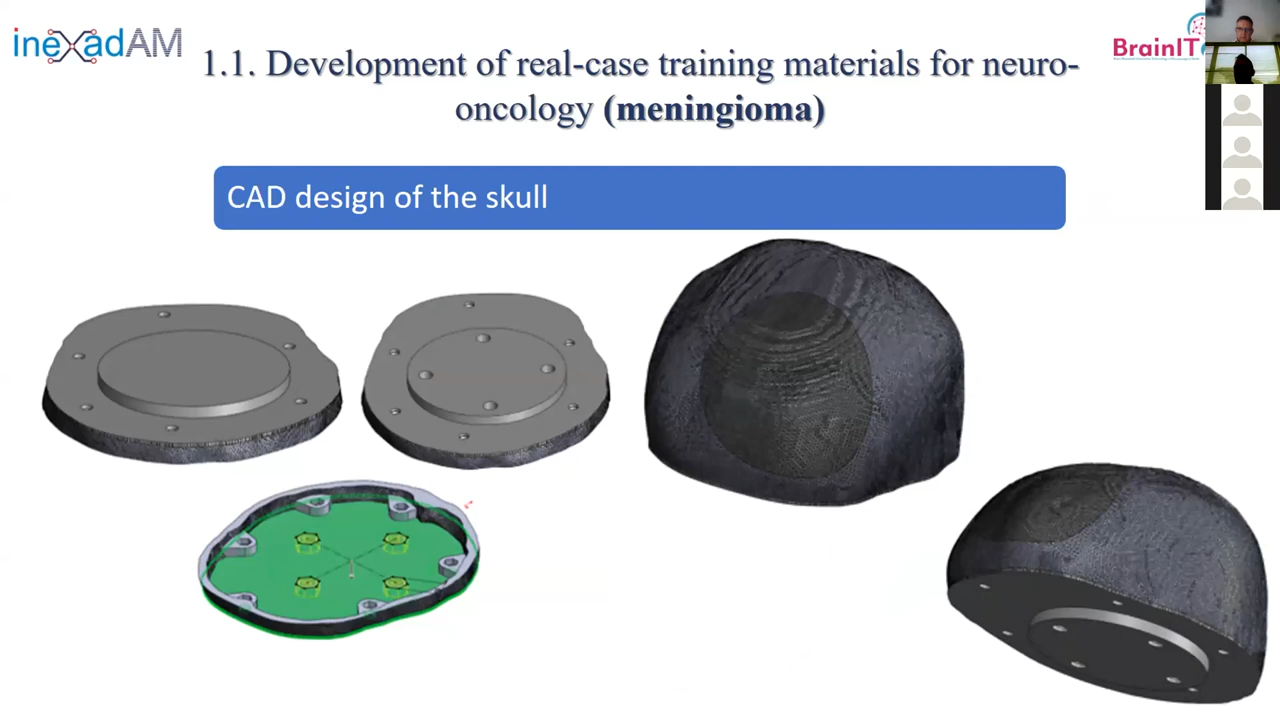 inexadAM
1.1. Development of real-case training materials for neuro-
oncology (meningioma)
BrainIT
CAD design of the skull